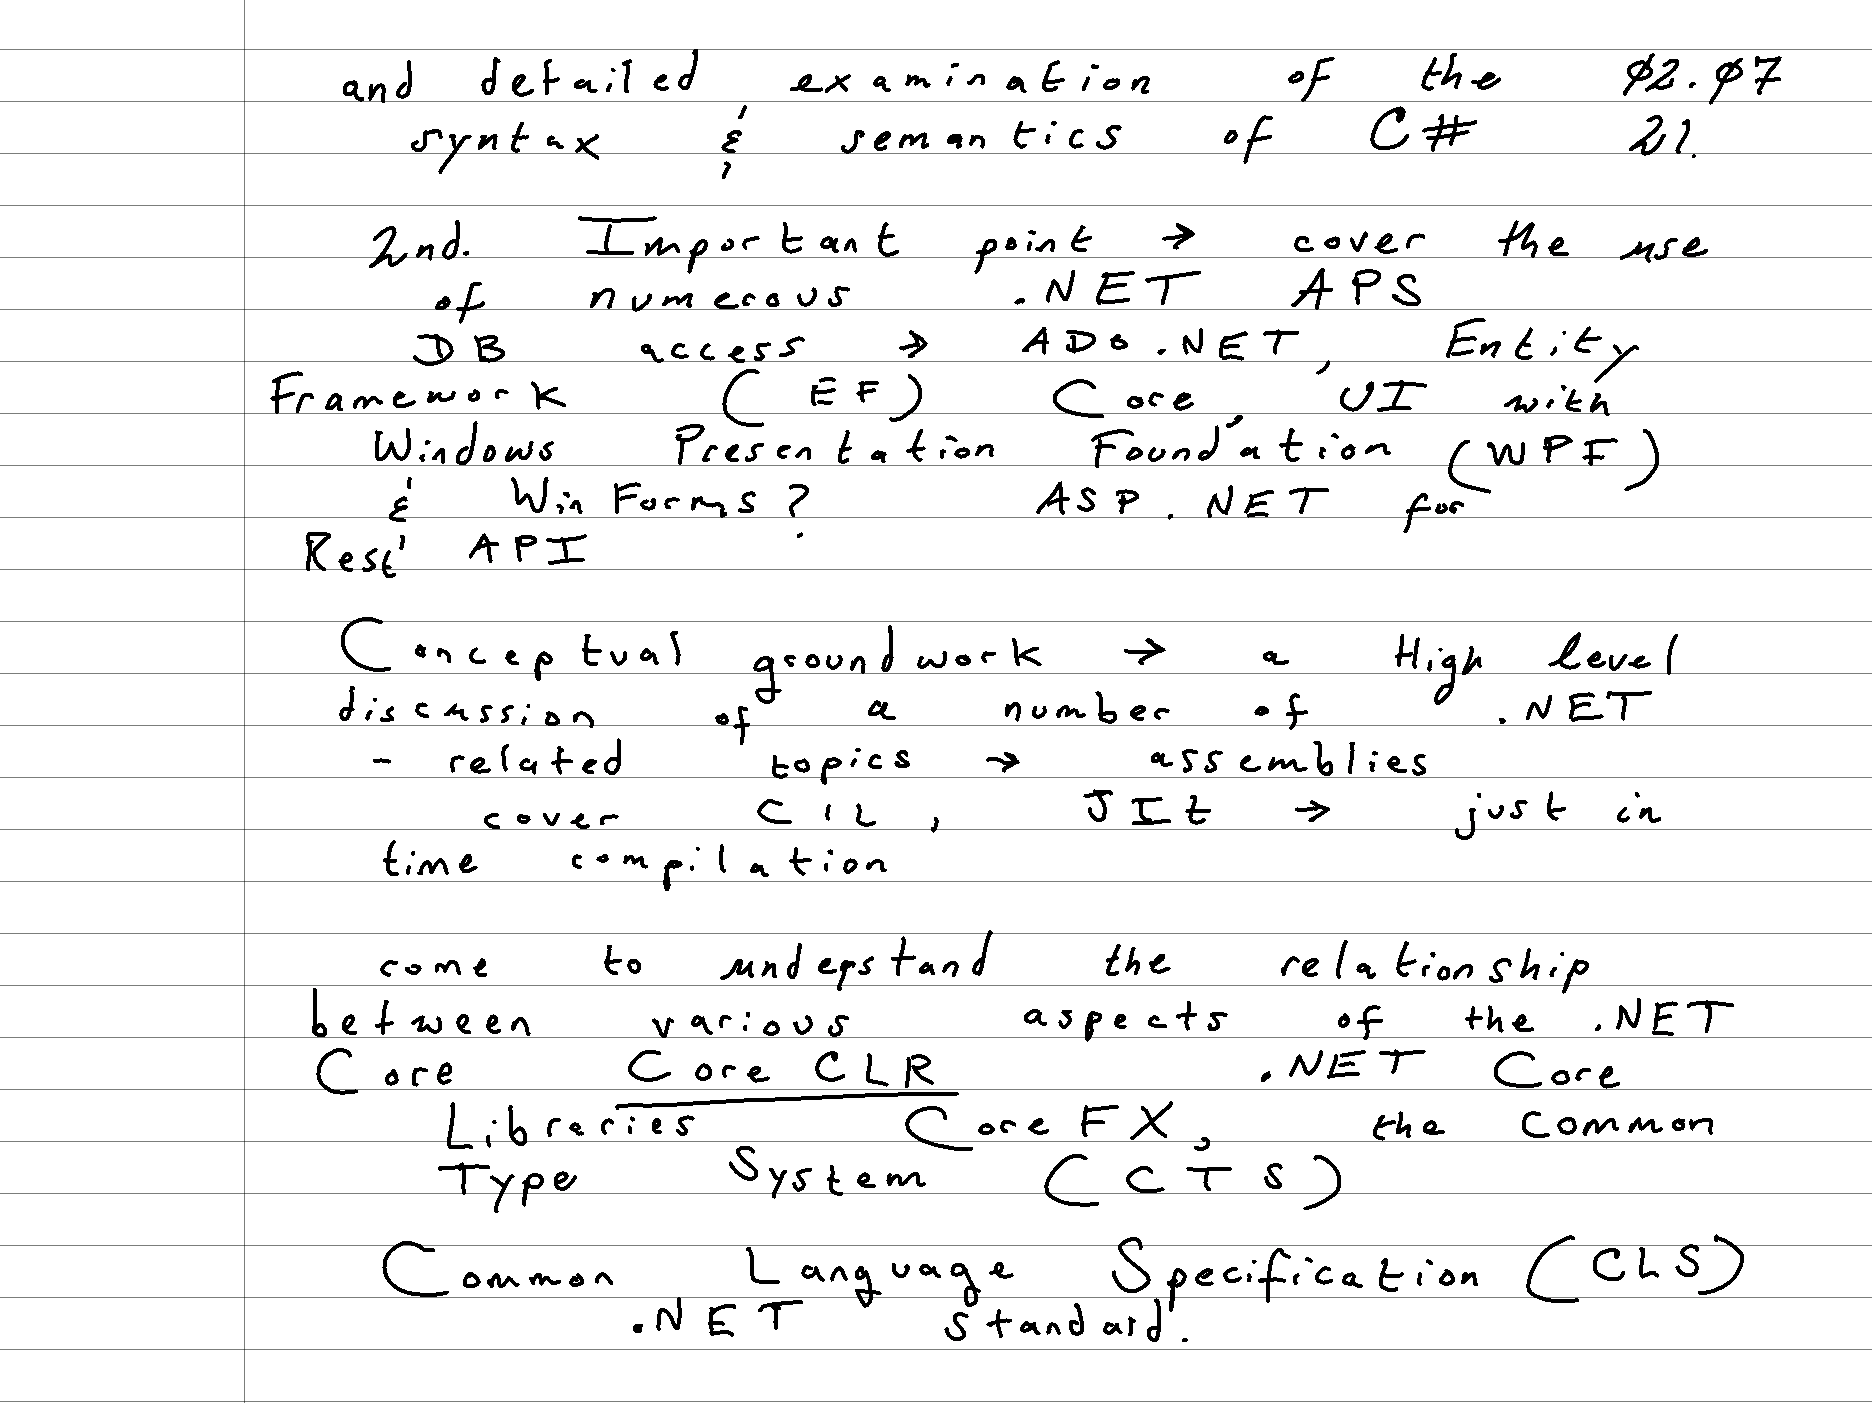 and detailed examination of the 02.07
syntax & semantics of C# 21.
2nd. Important point → cover the use
of numerous .NET APS
DB access → ADO.NET, Entity
Framework (EF) Core, UI with
Windows Presentation Foundation (WPF)
& WinForms? ASP.NET for
Rest API
Conceptual groundwork → a High level
discussion of a number of .NET
- related topics → assemblies
cover CIL, JIt → just in
time compilation
come to understand the relationship
between various aspects of the .NET
Core Core CLR .NET Core
Libraries CoreFX, the common
Type System (CTS)
Common Language Specification (CLS)
.NET standard.